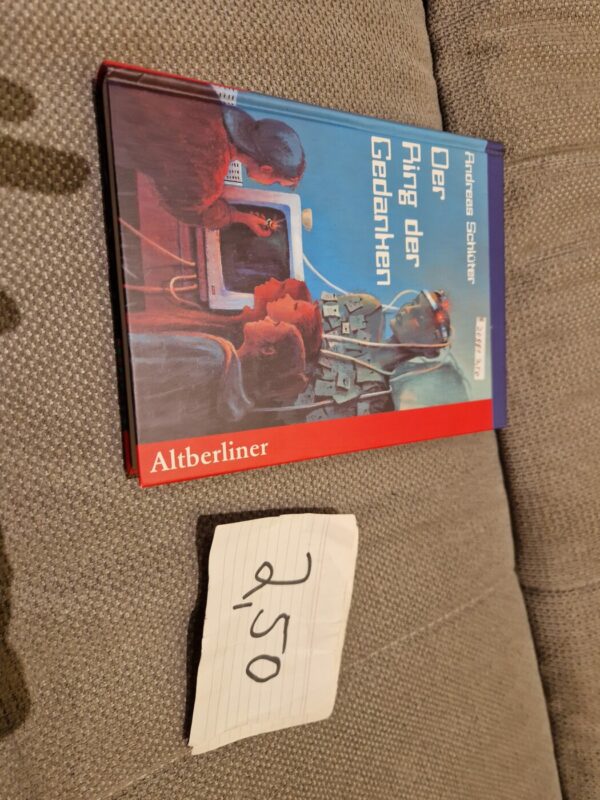 Andreas Schlüter
Der
Ring der
Gedanken
Altberliner
2,50